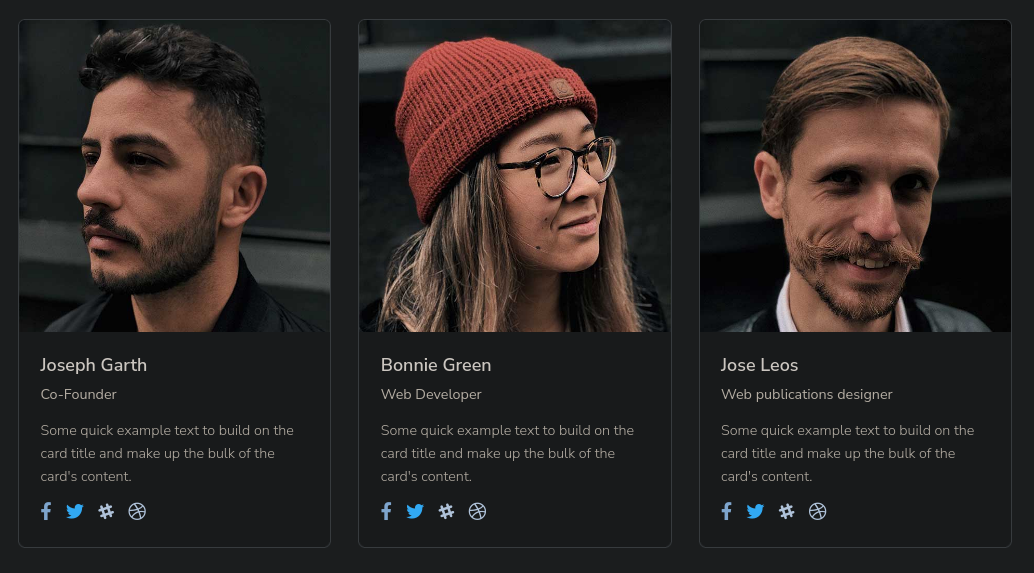 Joseph Garth
Co-Founder
Some quick example text to build on the
card title and make up the bulk of the
card's content.
Bonnie Green
Web Developer
Some quick example text to build on the
card title and make up the bulk of the
card's content.
Jose Leos
Web publications designer
Some quick example text to build on the
card title and make up the bulk of the
card's content.